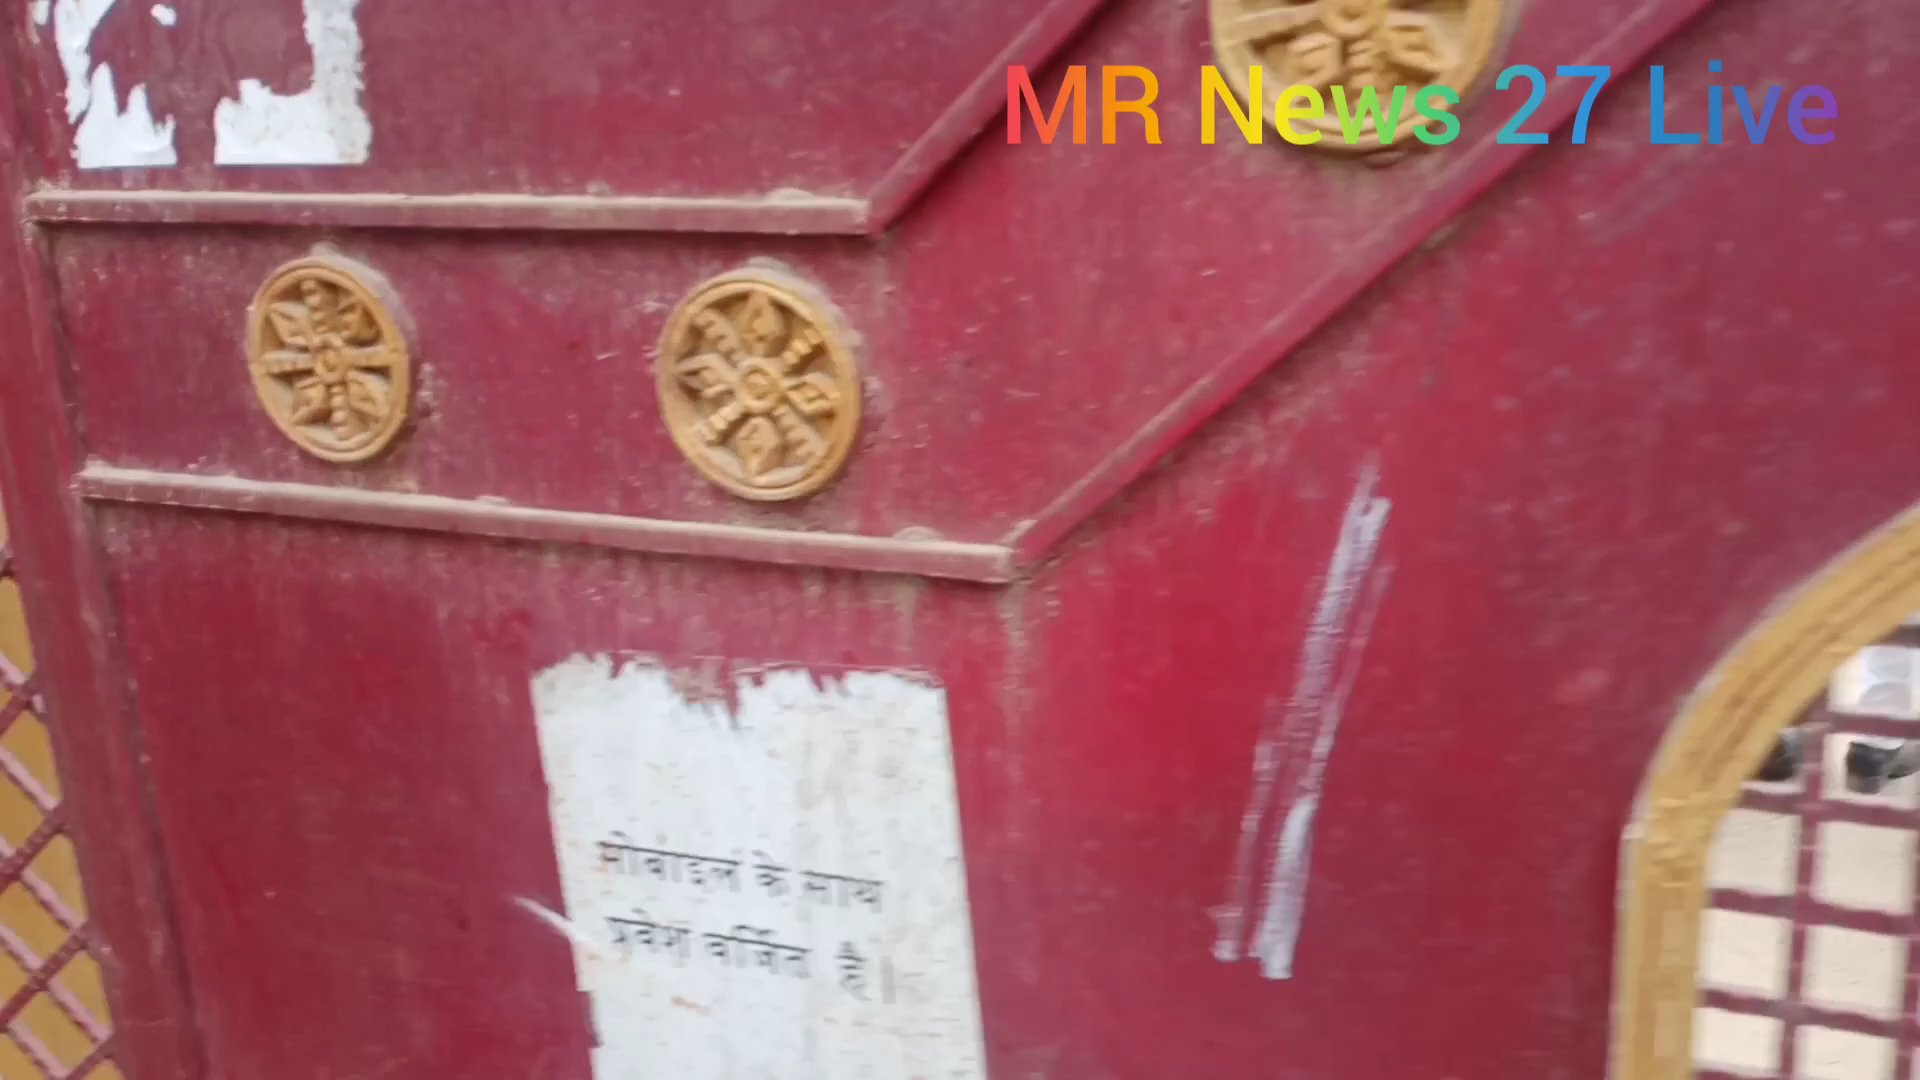 MR News 27 Live
मोबाइल के साथ
प्रवेश वर्जित है।